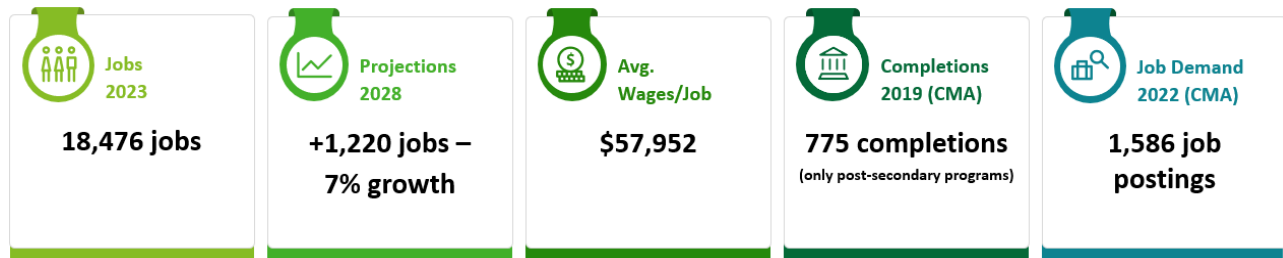 Jobs
2023
18,476 jobs
Projections
2028
+1,220 jobs –
7% growth
Avg.
Wages/Job
$57,952
Completions
2019 (CMA)
775 completions
(only post-secondary programs)
Job Demand
2022 (CMA)
1,586 job
postings